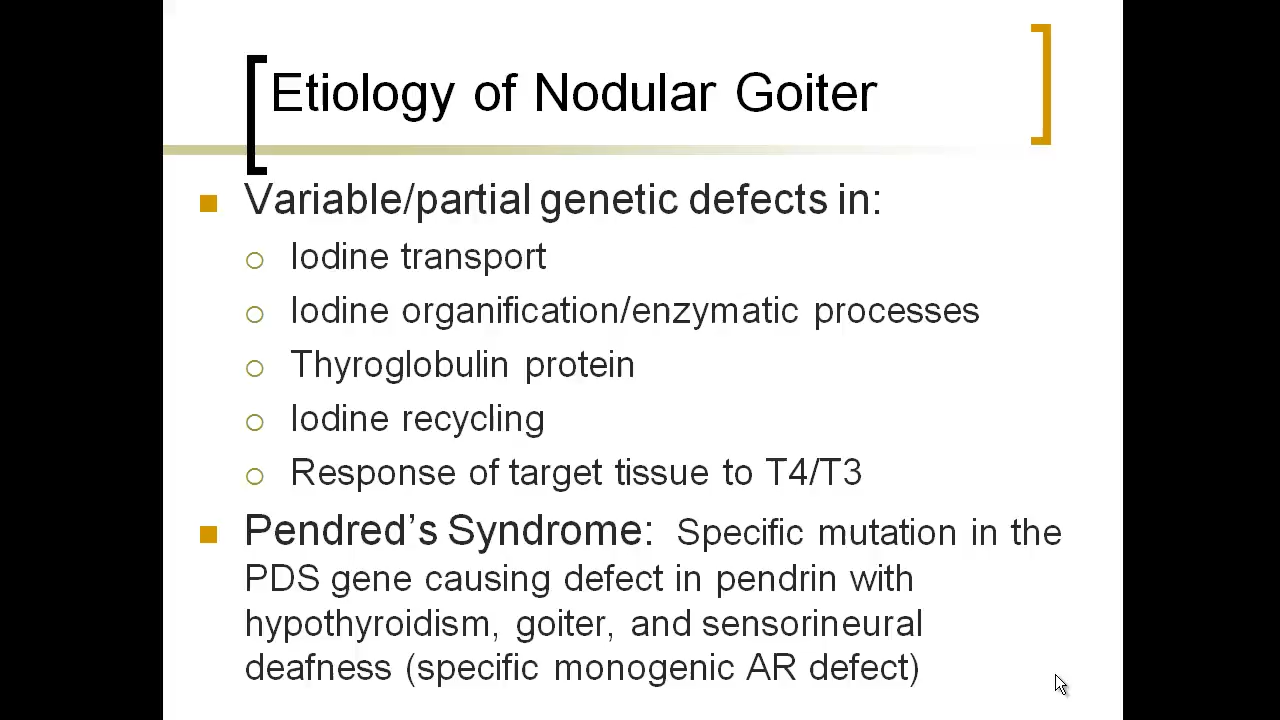 Etiology of Nodular Goiter
Variable/partial genetic defects in:
Iodine transport
Iodine organification/enzymatic processes
Thyroglobulin protein
Iodine recycling
Response of target tissue to T4/T3
Pendred’s Syndrome: Specific mutation in the
PDS gene causing defect in pendrin with
hypothyroidism, goiter, and sensorineural
deafness (specific monogenic AR defect)